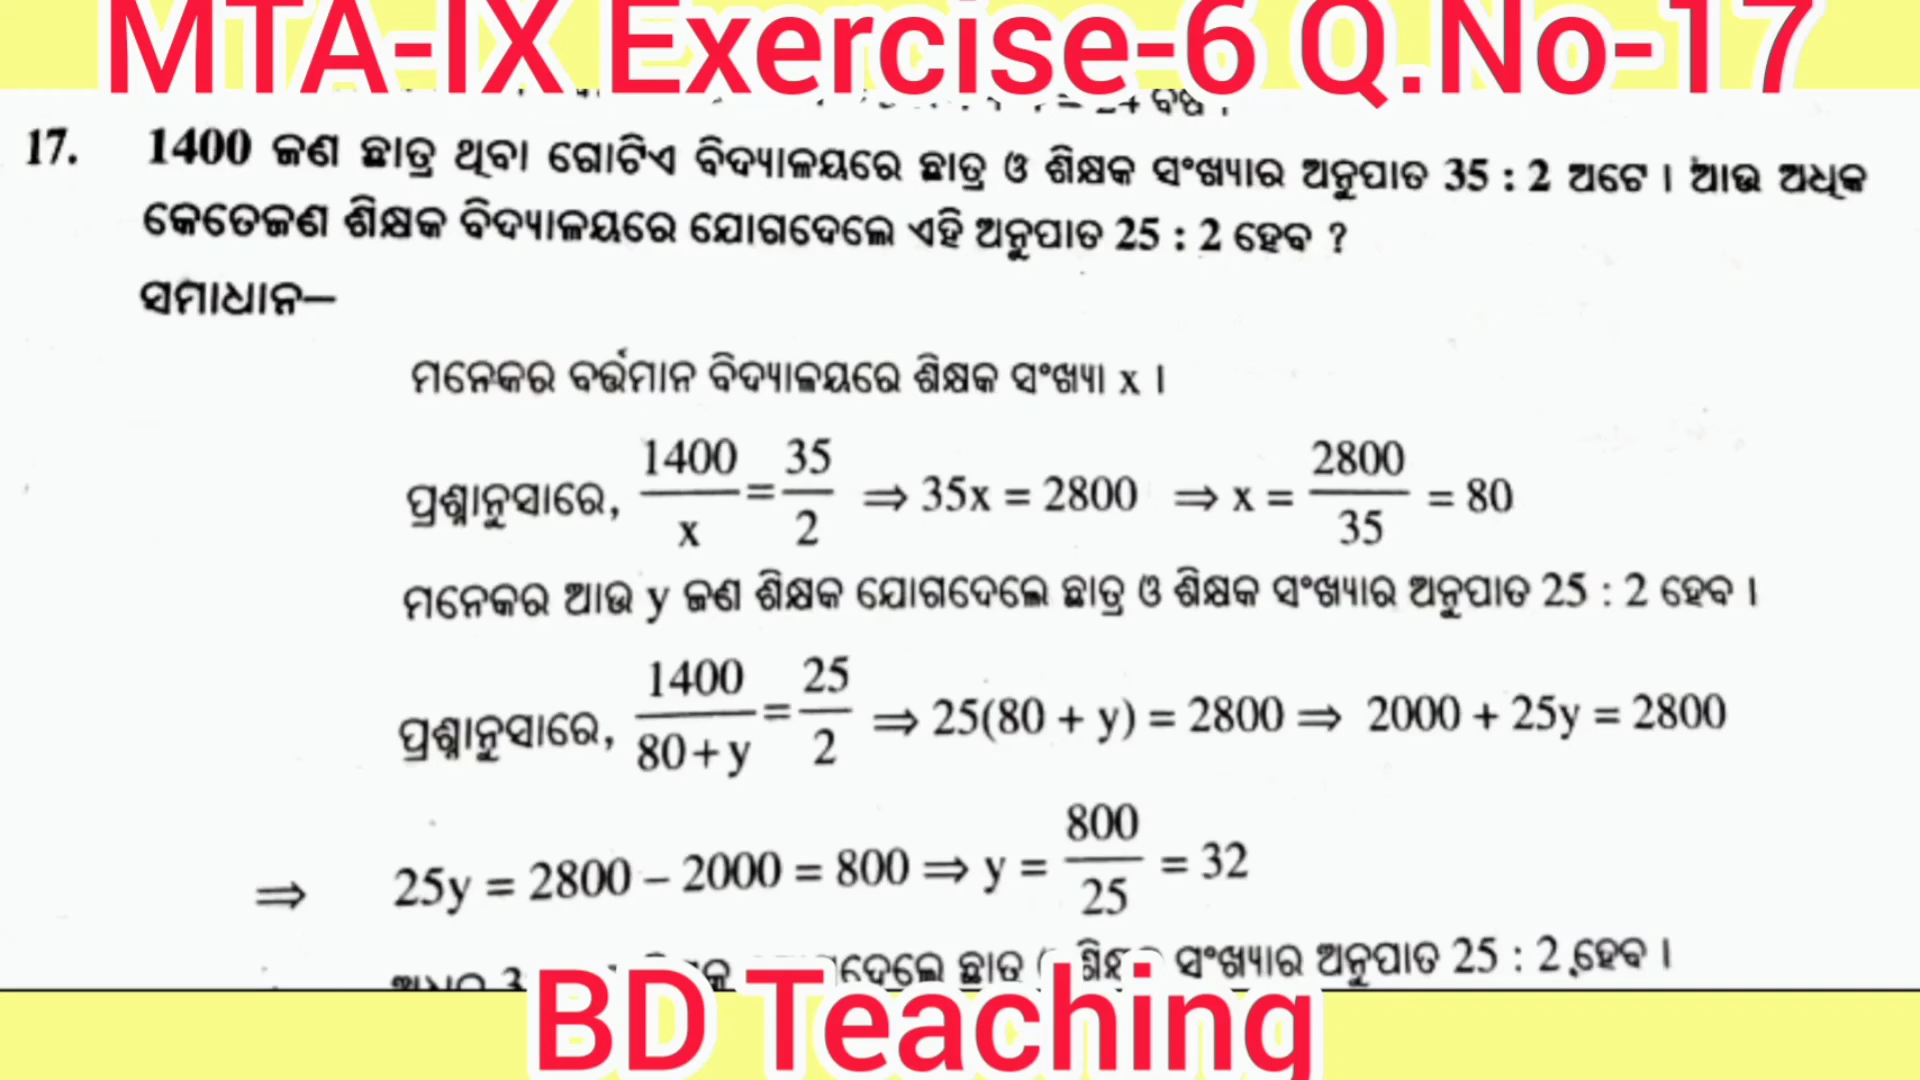 MTA-IX Exercise-6 Q.No-17
17. 1400 ଜଣ ଛାତ୍ର ଥିବା ଗୋଟିଏ ବିଦ୍ୟାଳୟରେ ଛାତ୍ର ଓ ଶିକ୍ଷକ ସଂଖ୍ୟାର ଅନୁପାତ 35 : 2 ଅଟେ । ଆଉ ଅଧିକ
କେତେଜଣ ଶିକ୍ଷକ ବିଦ୍ୟାଳୟରେ ଯୋଗଦେଲେ ଏହି ଅନୁପାତ 25 : 2 ହେବ ?
ସମାଧାନ—
ମନେକର ବର୍ତ୍ତମାନ ବିଦ୍ୟାଳୟରେ ଶିକ୍ଷକ ସଂଖ୍ୟା x ।
ପ୍ରଶ୍ନାନୁସାରେ, 1400/x = 35/2 ⇒ 35x = 2800 ⇒ x = 2800/35 = 80
ମନେକର ଆଉ y ଜଣ ଶିକ୍ଷକ ଯୋଗଦେଲେ ଛାତ୍ର ଓ ଶିକ୍ଷକ ସଂଖ୍ୟାର ଅନୁପାତ 25 : 2 ହେବ ।
ପ୍ରଶ୍ନାନୁସାରେ, 1400/80+y = 25/2 ⇒ 25(80 + y) = 2800 ⇒ 2000 + 25y = 2800
⇒ 25y = 2800 – 2000 = 800 ⇒ y = 800/25 = 32
ସଂଖ୍ୟାର ଅନୁପାତ 25 : 2 ହେବ ।
BD Teaching